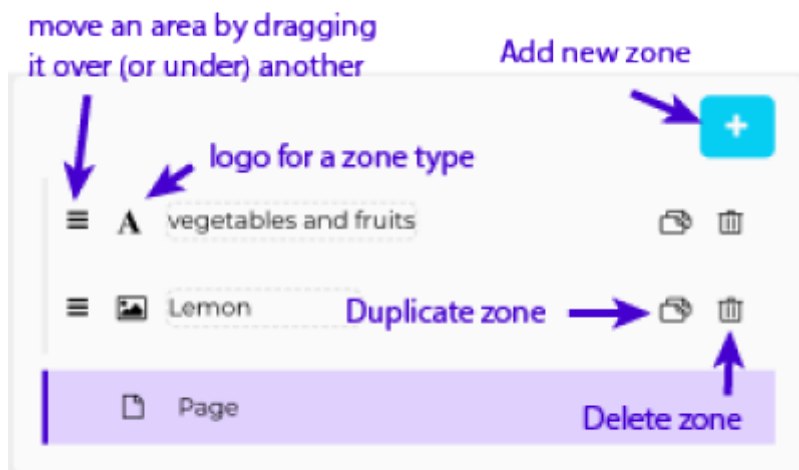 move an area by dragging
it over (or under) another
Add new zone
+
logo for a zone type
A vegetables and fruits
Lemon
Duplicate zone
Page
Delete zone